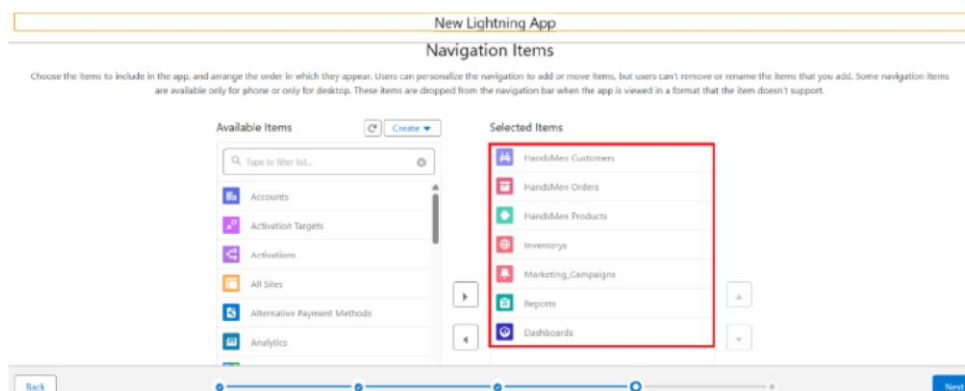 New Lightning App
Navigation Items
Choose the items to include in the app, and arrange the order in which they appear. Users can personalize the navigation to add or move items, but users can't remove or rename the items that you add. Some navigation items
are available only for phone or only for desktop. These items are dropped from the navigation bar when the app is viewed in a format that the item doesn't support.
Available Items
Create
Type to filter list...
Accounts
Activation Targets
Activations
All Sites
Alternative Payment Methods
Analytics
Selected Items
HandsMen Customers
HandsMen Orders
HandsMen Products
Inventorys
Marketing_Campaigns
Reports
Dashboards
Back
Next